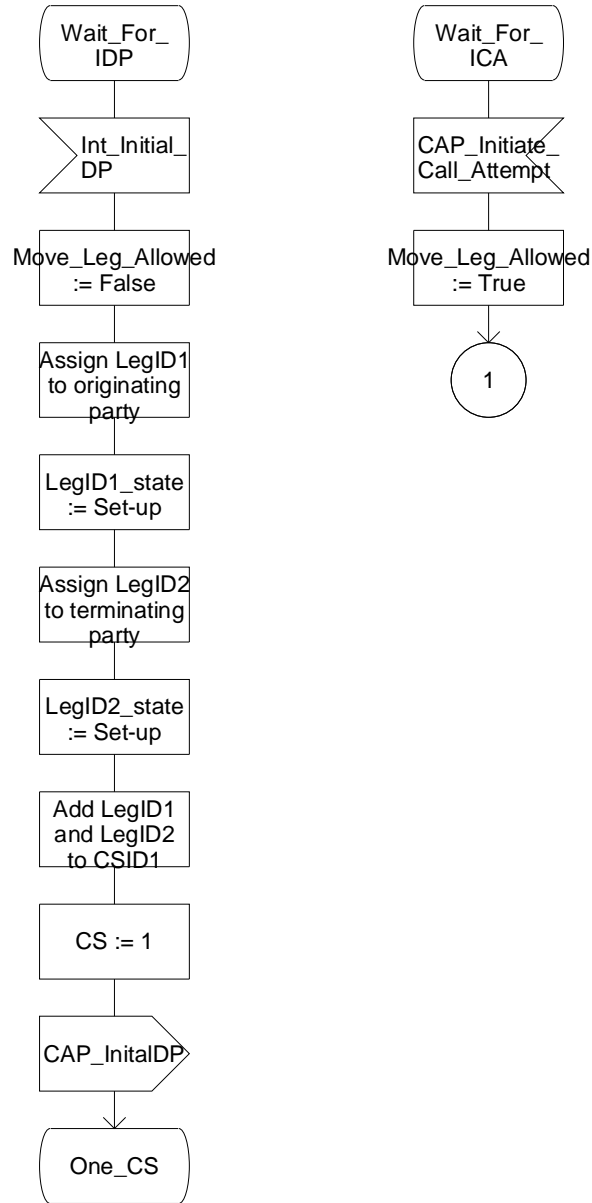 Wait_For_
IDP
Int_Initial_
DP
Move_Leg_Allowed
:= False
Assign LegID1
to originating
party
LegID1_state
:= Set-up
Assign LegID2
to terminating
party
LegID2_state
:= Set-up
Add LegID1
and LegID2
to CSID1
CS := 1
CAP_InitalDP
One_CS
Wait_For_
ICA
CAP_Initiate_
Call_Attempt
Move_Leg_Allowed
:= True
1